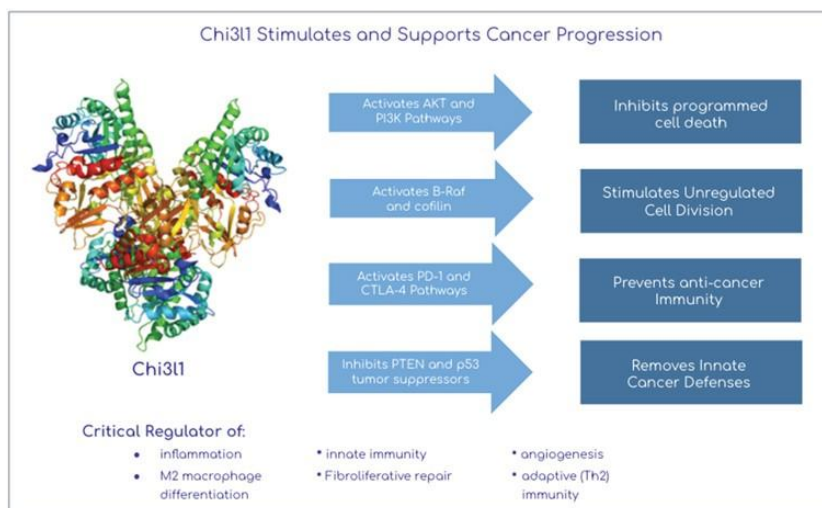 Chi3l1 Stimulates and Supports Cancer Progression
Activates AKT and
PI3K Pathways
Inhibits programmed
cell death
Activates B-Raf
and cofilin
Stimulates Unregulated
Cell Division
Activates PD-1 and
CTLA-4 Pathways
Prevents anti-cancer
Immunity
Inhibits PTEN and p53
tumor suppressors
Removes Innate
Cancer Defenses
Chi3l1
Critical Regulator of:
• inflammation
• M2 macrophage
differentiation
* innate immunity
* Fibroliferative repair
* angiogenesis
* adaptive (Th2)
immunity